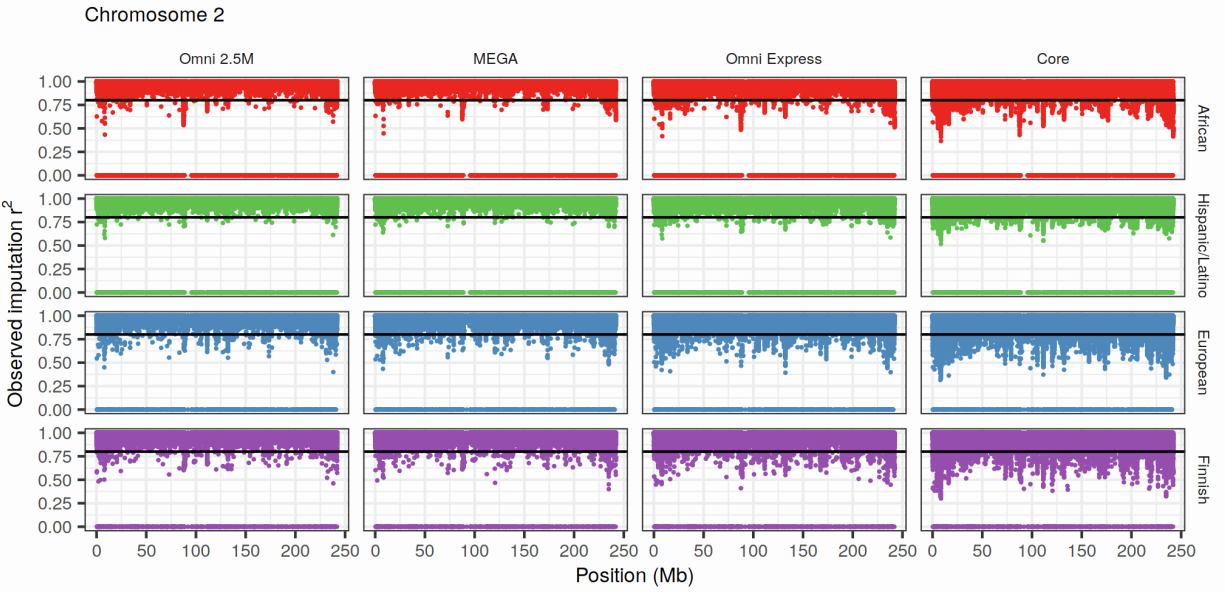 Chromosome 2
Omni 2.5M MEGA Omni Express Core
Observed imputation r²
1.00
0.75
0.50
0.25
0.00
African
1.00
0.75
0.50
0.25
0.00
Hispanic/Latino
1.00
0.75
0.50
0.25
0.00
European
1.00
0.75
0.50
0.25
0.00
Finnish
0 50 100 150 200 250 0 50 100 150 200 250 0 50 100 150 200 250 0 50 100 150 200 250
Position (Mb)